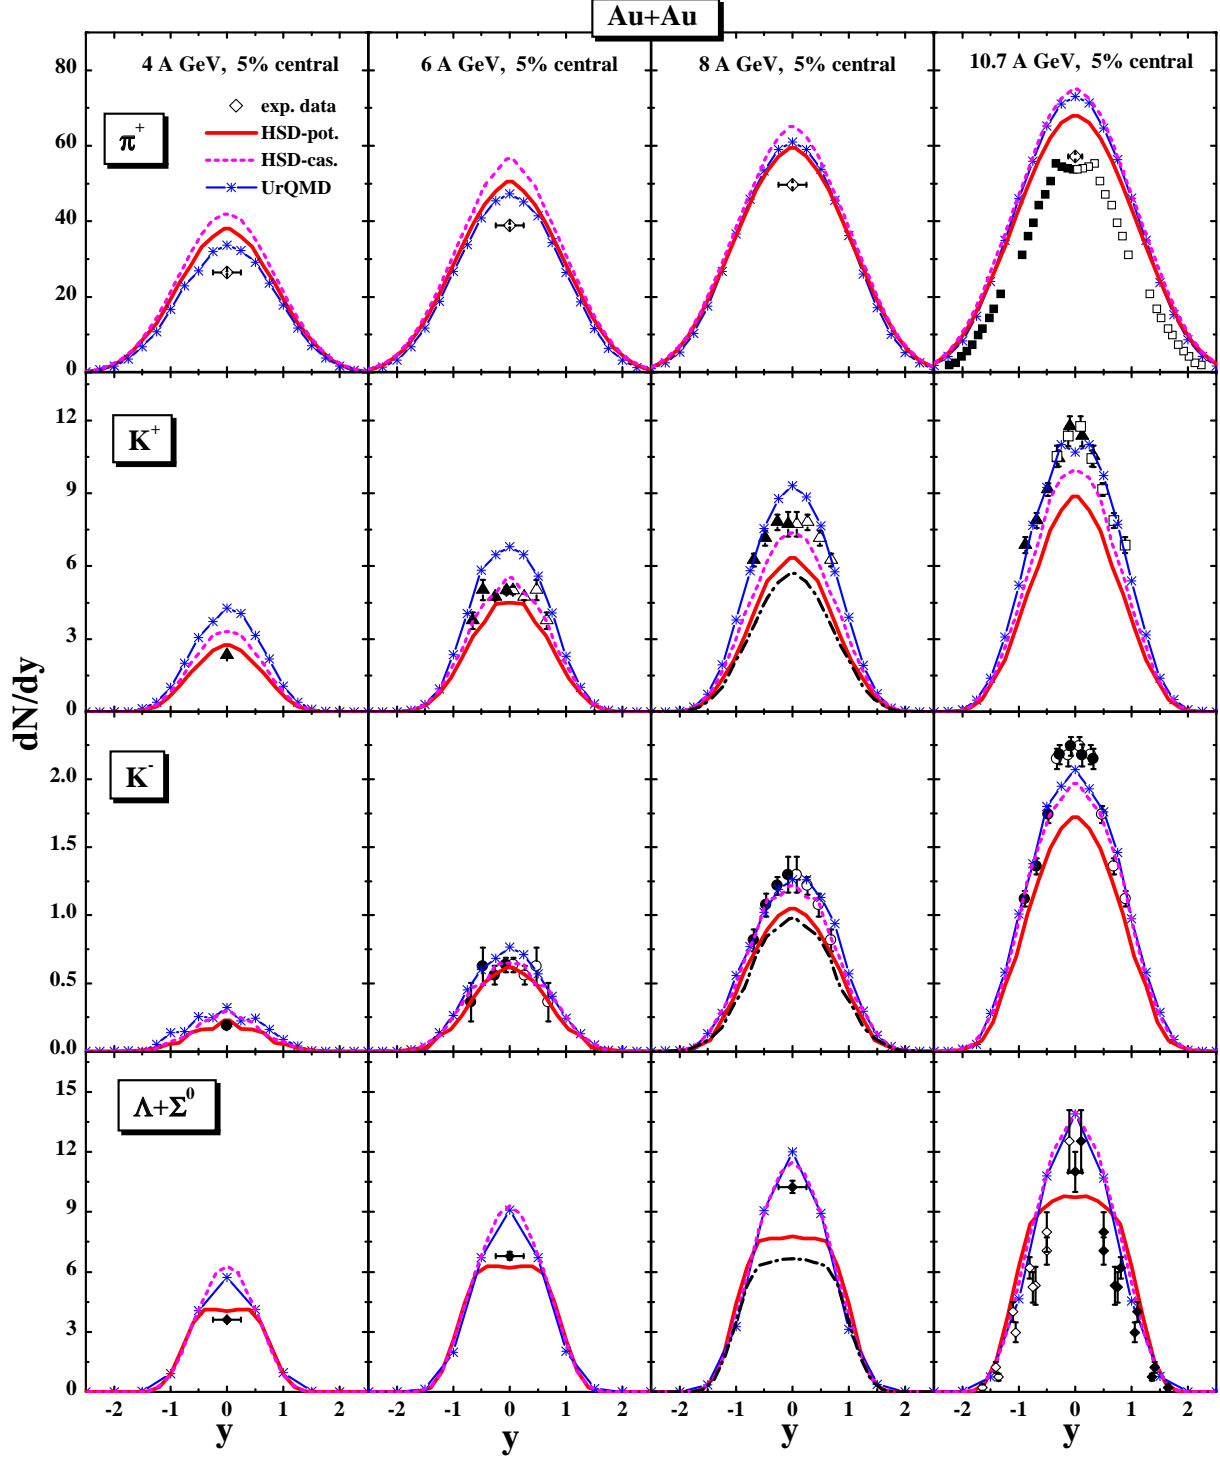 Au+Au
4 A GeV, 5% central
6 A GeV, 5% central
8 A GeV, 5% central
10.7 A GeV, 5% central
π⁺
exp. data
HSD-pot.
HSD-cas.
UrQMD
80
60
40
20
0
K⁺
12
9
6
3
0
dN/dy
K⁻
2.0
1.5
1.0
0.5
0.0
Λ+Σ⁰
15
12
9
6
3
0
-2 -1 0 1 2 -2 -1 0 1 2 -2 -1 0 1 2 -2 -1 0 1 2
y y y y